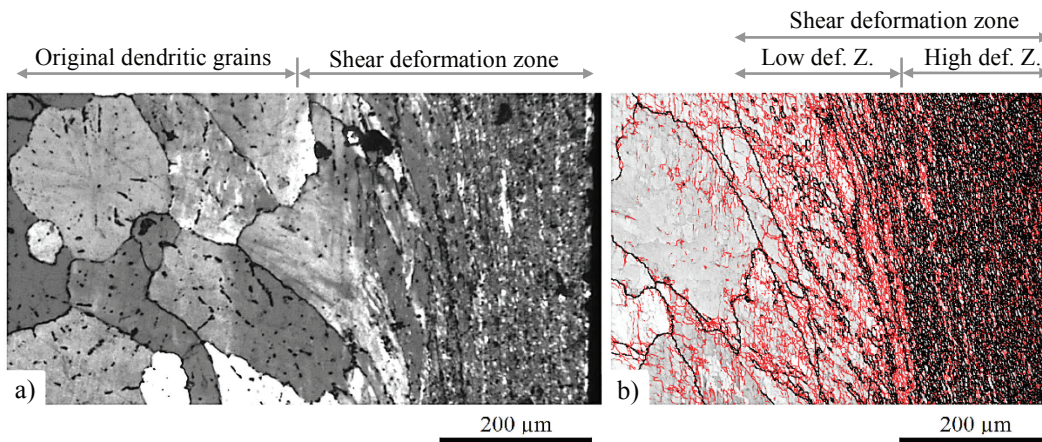 Original dendritic grains
Shear deformation zone
Shear deformation zone
Low def. Z.
High def. Z.
a)
b)
200 µm
200 µm